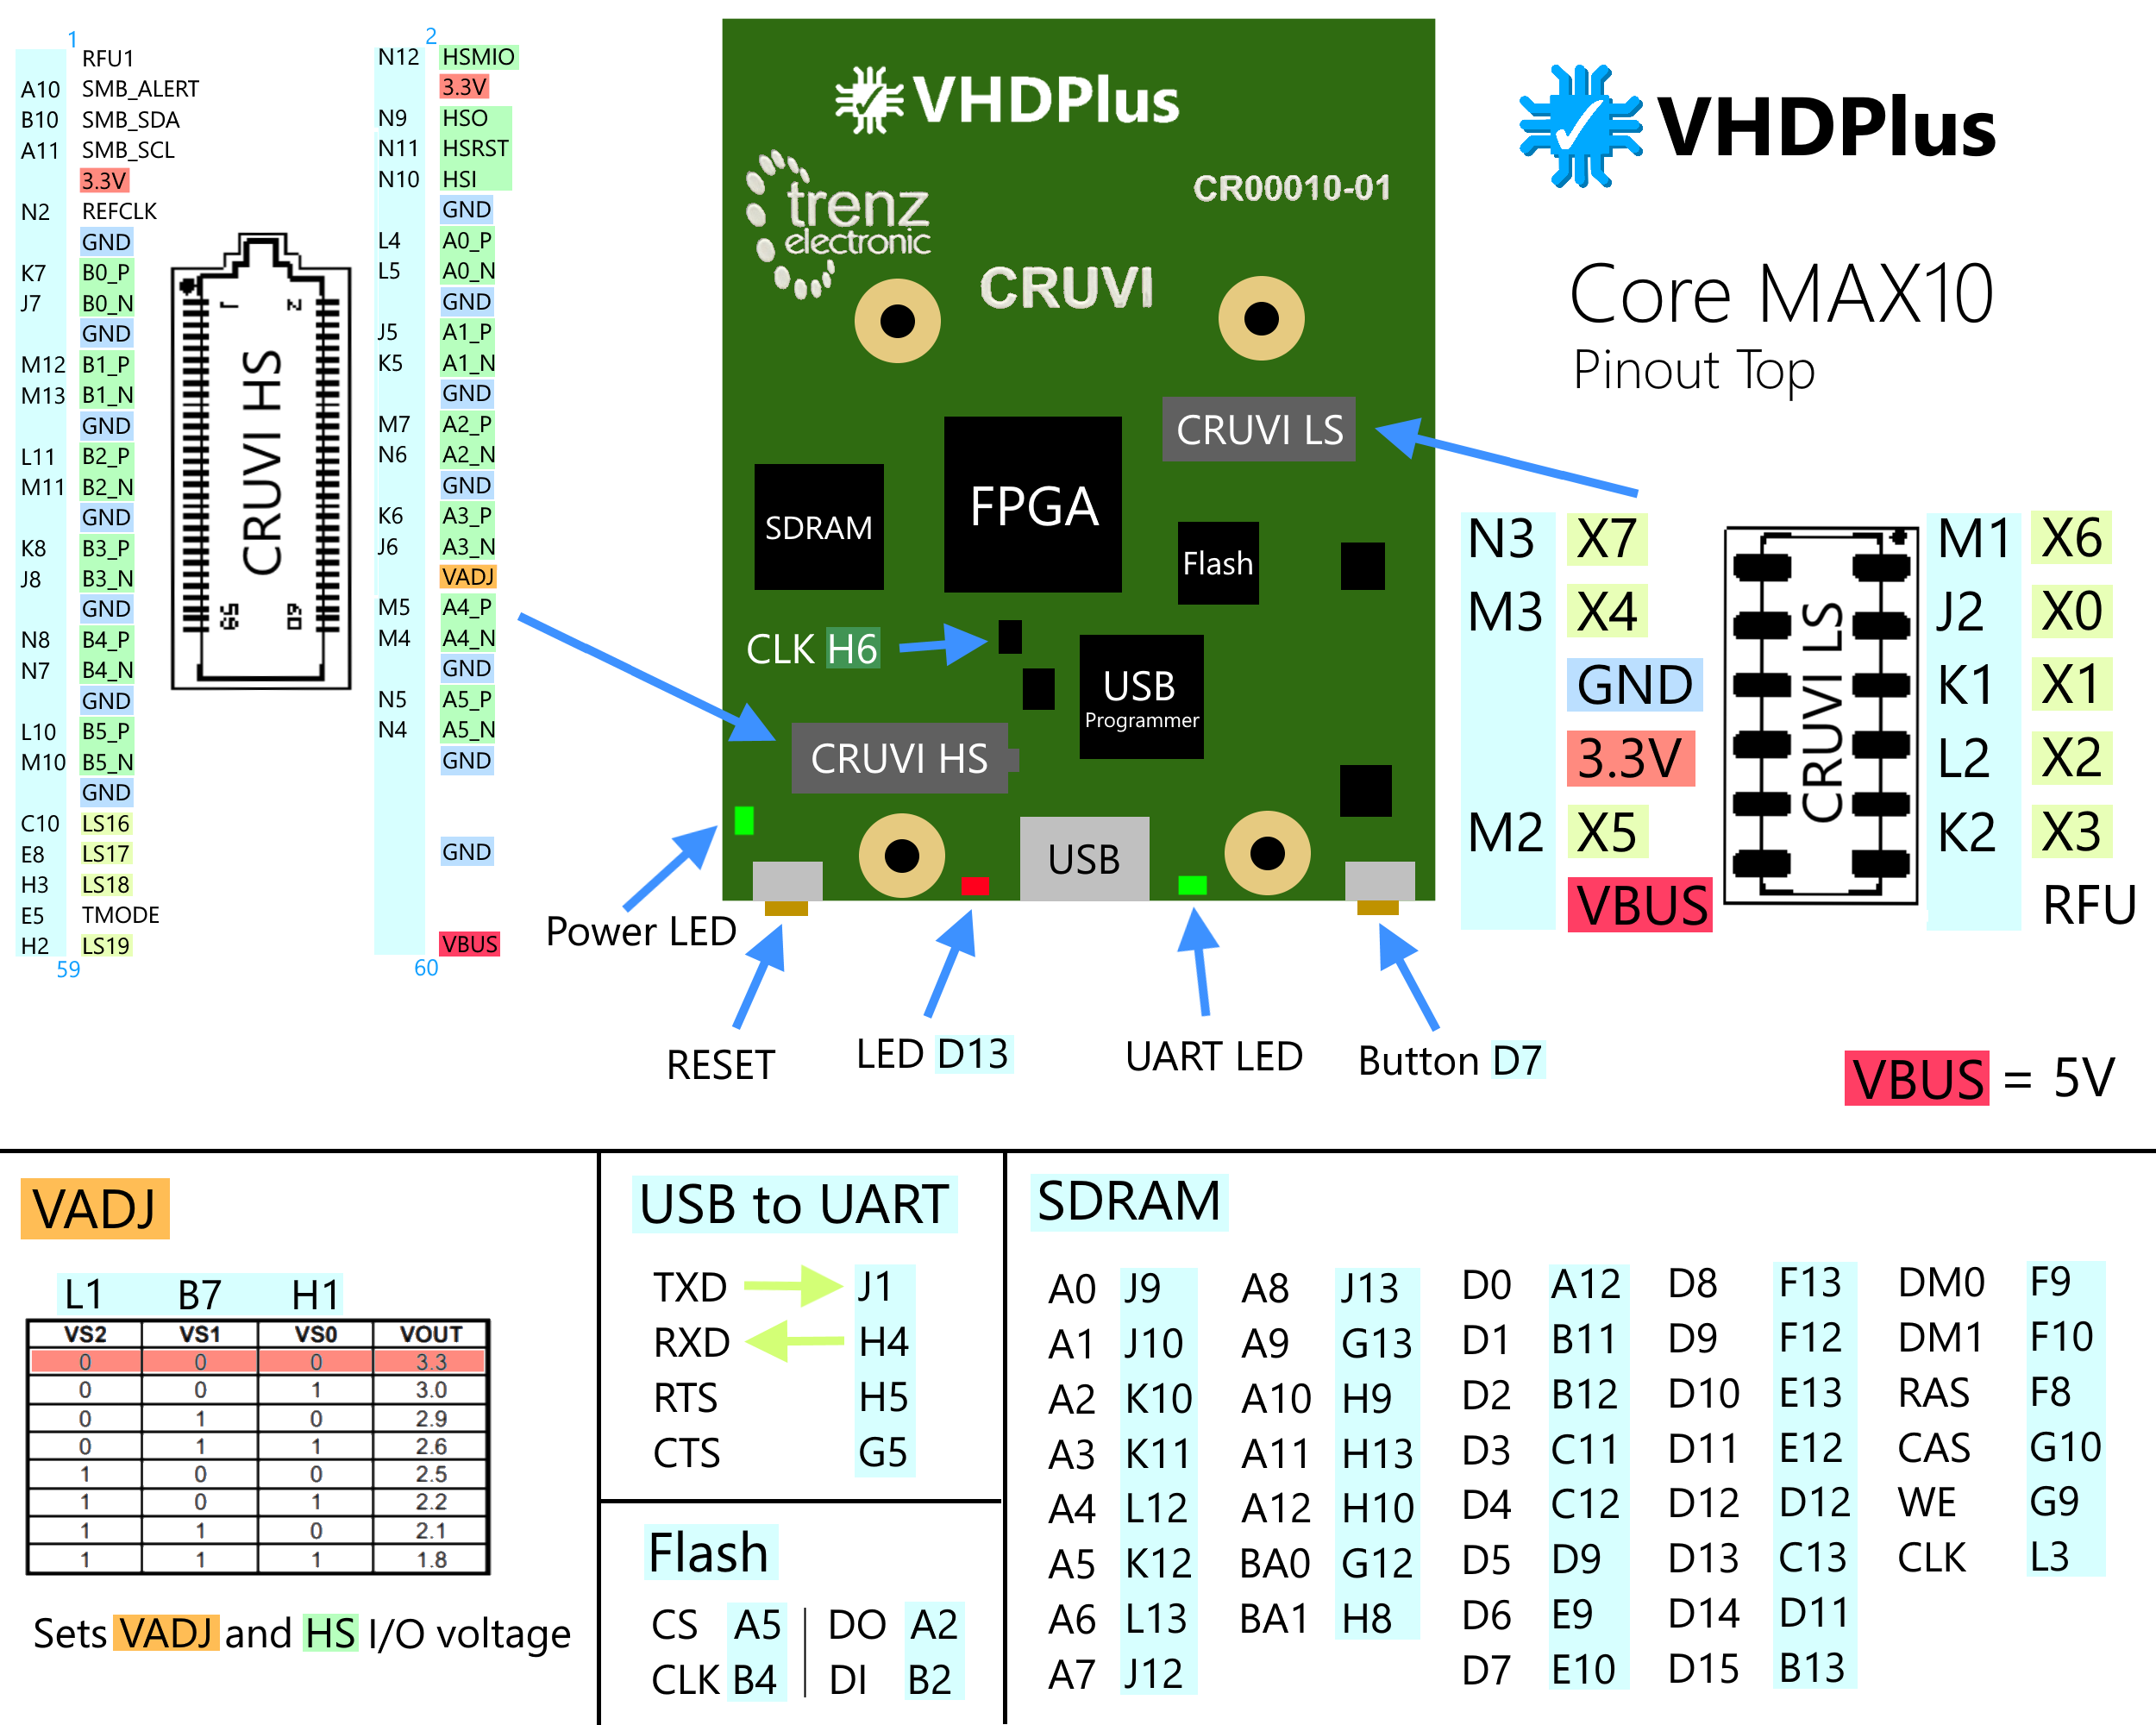 1
RFU1
A10 SMB_ALERT
B10 SMB_SDA
A11 SMB_SCL
3.3V
N2 REFCLK
GND
K7 B0_P
J7 B0_N
GND
M12 B1_P
M13 B1_N
GND
L11 B2_P
M11 B2_N
GND
K8 B3_P
J8 B3_N
GND
N8 B4_P
N7 B4_N
GND
L10 B5_P
M10 B5_N
GND
C10 LS16
E8 LS17
H3 LS18
E5 TMODE
H2 LS19
59
1 2
CRUVI HS
59 60
2
N12 HSMIO
3.3V
N9 HSO
N11 HSRST
N10 HSI
GND
L4 A0_P
L5 A0_N
GND
J5 A1_P
K5 A1_N
GND
M7 A2_P
N6 A2_N
GND
K6 A3_P
J6 A3_N
VADJ
M5 A4_P
M4 A4_N
GND
N5 A5_P
N4 A5_N
GND
GND
VBUS
60
VHDPlus
trenz
electronic
CR00010-01
CRUVI
CRUVI LS
FPGA
SDRAM
Flash
CLK H6
USB
Programmer
CRUVI HS
USB
Power LED
RESET
LED D13
UART LED
Button D7
VHDPlus
Core MAX10
Pinout Top
N3 X7
M3 X4
GND
3.3V
M2 X5
VBUS
CRUVI LS
M1 X6
J2 X0
K1 X1
L2 X2
K2 X3
RFU
VBUS = 5V
VADJ
L1 B7 H1
VS2 VS1 VS0 VOUT
0 0 0 3.3
0 0 1 3.0
0 1 0 2.9
0 1 1 2.6
1 0 0 2.5
1 0 1 2.2
1 1 0 2.1
1 1 1 1.8
Sets VADJ and HS I/O voltage
USB to UART
TXD J1
RXD H4
RTS H5
CTS G5
Flash
CS A5 DO A2
CLK B4 DI B2
SDRAM
A0 J9 A8 J13 D0 A12 D8 F13 DM0 F9
A1 J10 A9 G13 D1 B11 D9 F12 DM1 F10
A2 K10 A10 H9 D2 B12 D10 E13 RAS F8
A3 K11 A11 H13 D3 C11 D11 E12 CAS G10
A4 L12 A12 H10 D4 C12 D12 D12 WE G9
A5 K12 BA0 G12 D5 D9 D13 C13 CLK L3
A6 L13 BA1 H8 D6 E9 D14 D11
A7 J12 D7 E10 D15 B13